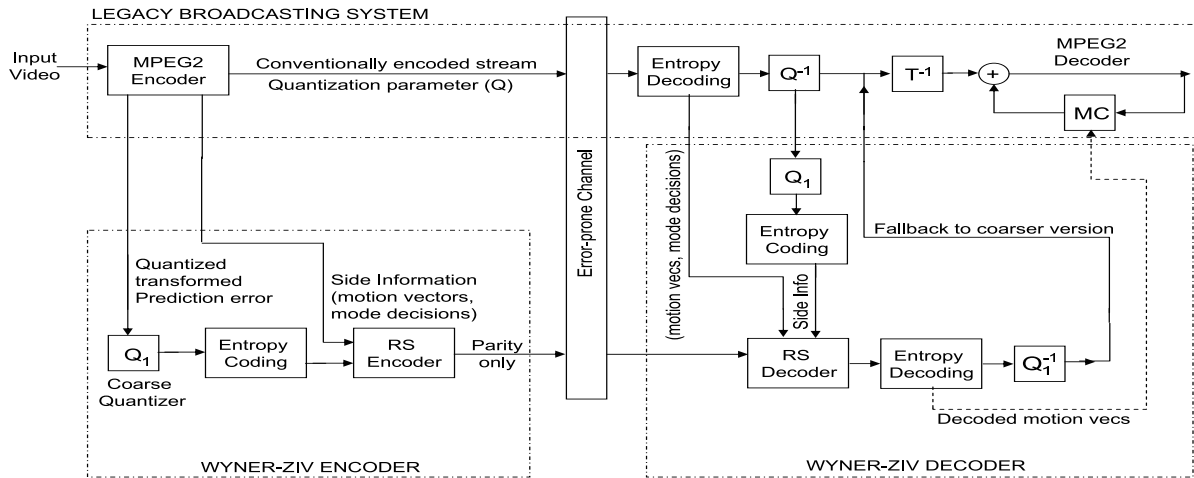 LEGACY BROADCASTING SYSTEM
Input
Video
MPEG2
Encoder
Conventionally encoded stream
Quantization parameter (Q)
Error-prone Channel
Entropy
Decoding
Q-1
T-1
+
MPEG2
Decoder
MC
(motion vecs, mode decisions)
Q1
Entropy
Coding
Side Info
Fallback to coarser version
Quantized
transformed
Prediction error
Side Information
(motion vectors,
mode decisions)
Q1
Coarse
Quantizer
Entropy
Coding
RS
Encoder
Parity
only
RS
Decoder
Entropy
Decoding
Q1-1
Decoded motion vecs
WYNER-ZIV ENCODER
WYNER-ZIV DECODER